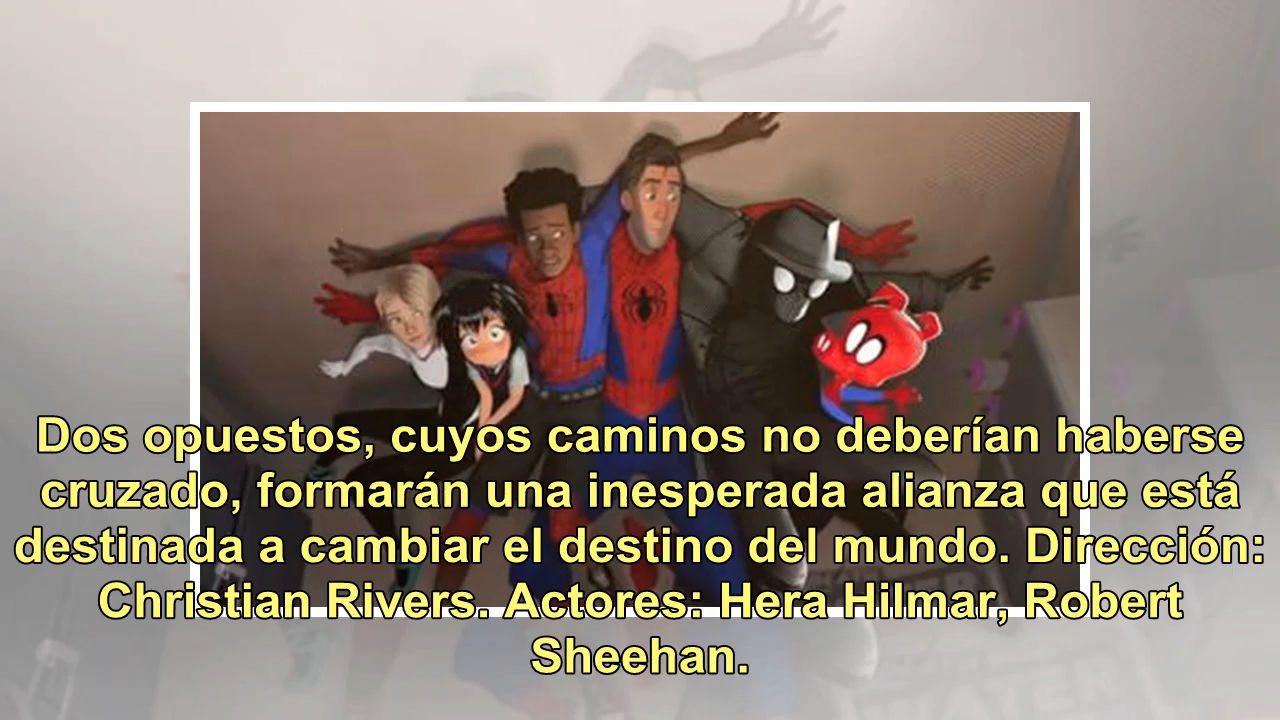 Dos opuestos, cuyos caminos no deberían haberse
cruzado, formarán una inesperada alianza que está
destinada a cambiar el destino del mundo. Dirección:
Christian Rivers. Actores: Hera Hilmar, Robert
Sheehan.